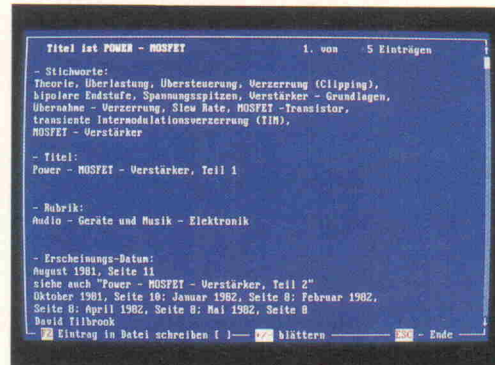 Titel ist POWER - MOSFET 1. von 5 Einträgen
- Stichworte:
Theorie, Überlastung, Übersteuerung, Verzerrung (Clipping),
bipolare Endstufe, Spannungsspitzen, Verstärker - Grundlagen,
Übernahme - Verzerrung, Slew Rate, MOSFET -Transistor,
transiente Intermodulationsverzerrung (TIM),
MOSFET - Verstärker
- Titel:
Power - MOSFET - Verstärker, Teil 1
- Rubrik:
Audio - Geräte und Musik - Elektronik
- Erscheinungs-Datum:
August 1981, Seite 11
siehe auch "Power - MOSFET - Verstärker, Teil 2"
Oktober 1981, Seite 10; Januar 1982, Seite 8; Februar 1982,
Seite 8; April 1982, Seite 8; Mai 1982, Seite 8
David Tilbrook
F2 Eintrag in Datei schreiben [ ] +/- blättern ESC - Ende